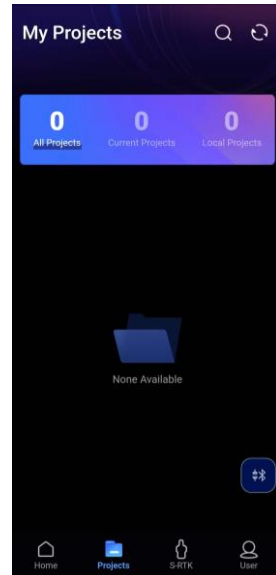 My Projects
0 0 0
All Projects Current Projects Local Projects
None Available
Home Projects S-RTK User